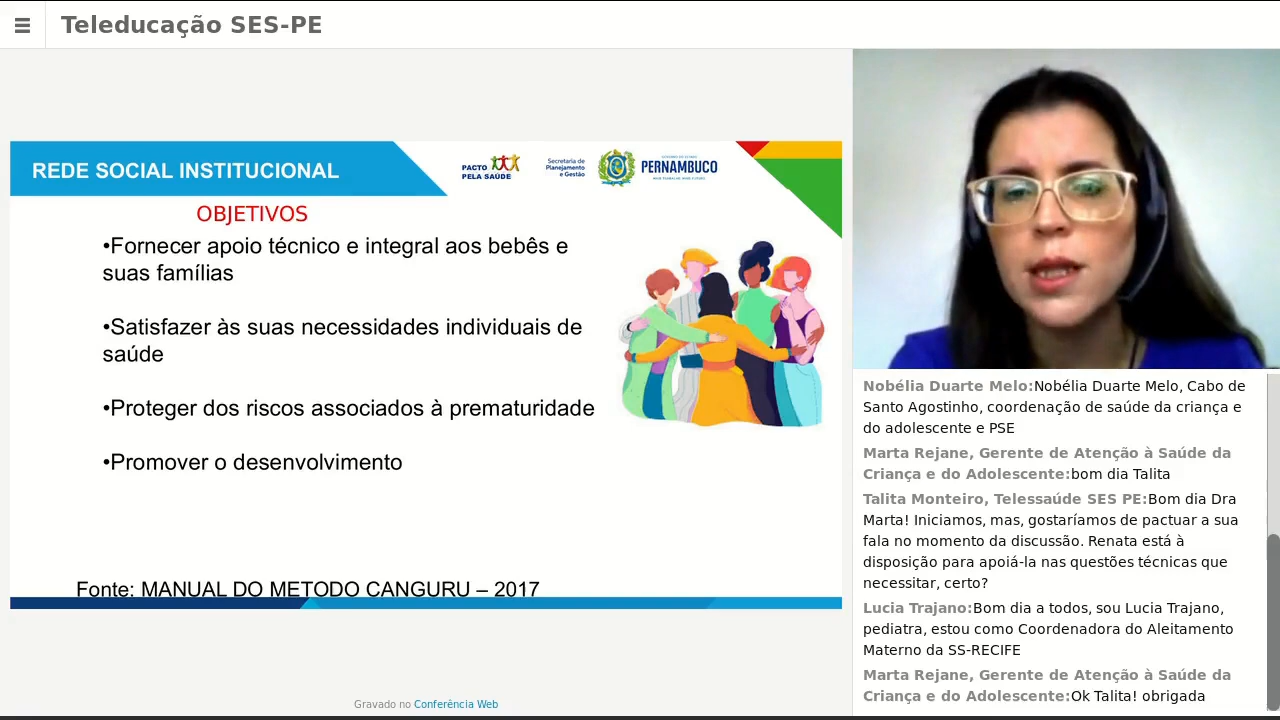 Teleducação SES-PE
REDE SOCIAL INSTITUCIONAL
PACTO
PELA SAÚDE
Secretaria de
Planejamento
e Gestão
PERNAMBUCO
OBJETIVOS
•Fornecer apoio técnico e integral aos bebês e
suas famílias
•Satisfazer às suas necessidades individuais de
saúde
•Proteger dos riscos associados à prematuridade
•Promover o desenvolvimento
Fonte: MANUAL DO METODO CANGURU – 2017
Gravado no Conferência Web
Nobélia Duarte Melo:Nobélia Duarte Melo, Cabo de
Santo Agostinho, coordenação de saúde da criança e
do adolescente e PSE
Marta Rejane, Gerente de Atenção à Saúde da
Criança e do Adolescente:bom dia Talita
Talita Monteiro, Telessaúde SES PE:Bom dia Dra
Marta! Iniciamos, mas, gostaríamos de pactuar a sua
fala no momento da discussão. Renata está à
disposição para apoiá-la nas questões técnicas que
necessitar, certo?
Lucia Trajano:Bom dia a todos, sou Lucia Trajano,
pediatra, estou como Coordenadora do Aleitamento
Materno da SS-RECIFE
Marta Rejane, Gerente de Atenção à Saúde da
Criança e do Adolescente:Ok Talita! obrigada